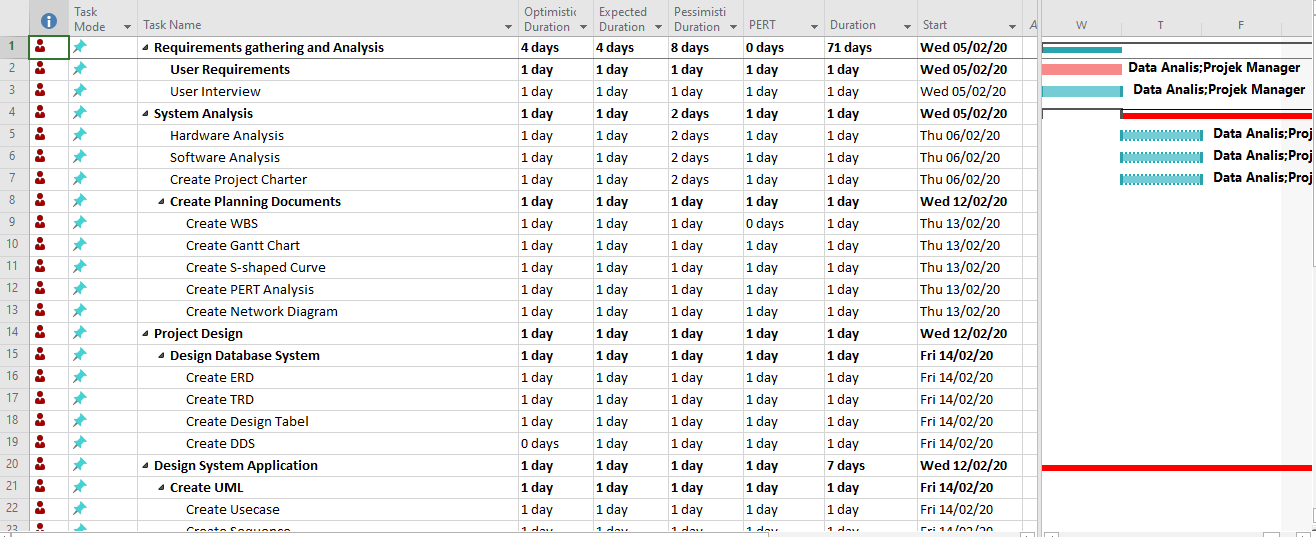 Task Mode Task Name Optimistic Duration Expected Duration Pessimisti Duration PERT Duration Start A W T F
1 Requirements gathering and Analysis 4 days 4 days 8 days 0 days 71 days Wed 05/02/20
2 User Requirements 1 day 1 day 1 day 1 day 1 day Wed 05/02/20 Data Analis;Projek Manager
3 User Interview 1 day 1 day 1 day 1 day 1 day Wed 05/02/20 Data Analis;Projek Manager
4 System Analysis 1 day 1 day 2 days 1 day 1 day Wed 05/02/20
5 Hardware Analysis 1 day 1 day 2 days 1 day 1 day Thu 06/02/20 Data Analis;Proj
6 Software Analysis 1 day 1 day 2 days 1 day 1 day Thu 06/02/20 Data Analis;Proj
7 Create Project Charter 1 day 1 day 2 days 1 day 1 day Thu 06/02/20 Data Analis;Proj
8 Create Planning Documents 1 day 1 day 1 day 1 day 1 day Wed 12/02/20
9 Create WBS 1 day 1 day 1 day 0 days 1 day Thu 13/02/20
10 Create Gantt Chart 1 day 1 day 1 day 1 day 1 day Thu 13/02/20
11 Create S-shaped Curve 1 day 1 day 1 day 1 day 1 day Thu 13/02/20
12 Create PERT Analysis 1 day 1 day 1 day 1 day 1 day Thu 13/02/20
13 Create Network Diagram 1 day 1 day 1 day 1 day 1 day Thu 13/02/20
14 Project Design 1 day 1 day 1 day 1 day 1 day Wed 12/02/20
15 Design Database System 1 day 1 day 1 day 1 day 1 day Fri 14/02/20
16 Create ERD 1 day 1 day 1 day 1 day 1 day Fri 14/02/20
17 Create TRD 1 day 1 day 1 day 1 day 1 day Fri 14/02/20
18 Create Design Tabel 1 day 1 day 1 day 1 day 1 day Fri 14/02/20
19 Create DDS 0 days 1 day 1 day 1 day 1 day Fri 14/02/20
20 Design System Application 1 day 1 day 1 day 1 day 7 days Wed 12/02/20
21 Create UML 1 day 1 day 1 day 1 day 1 day Fri 14/02/20
22 Create Usecase 1 day 1 day 1 day 1 day 1 day Fri 14/02/20
23 Create Sequence 1 day 1 day 1 day 1 day 1 day Fri 14/02/20